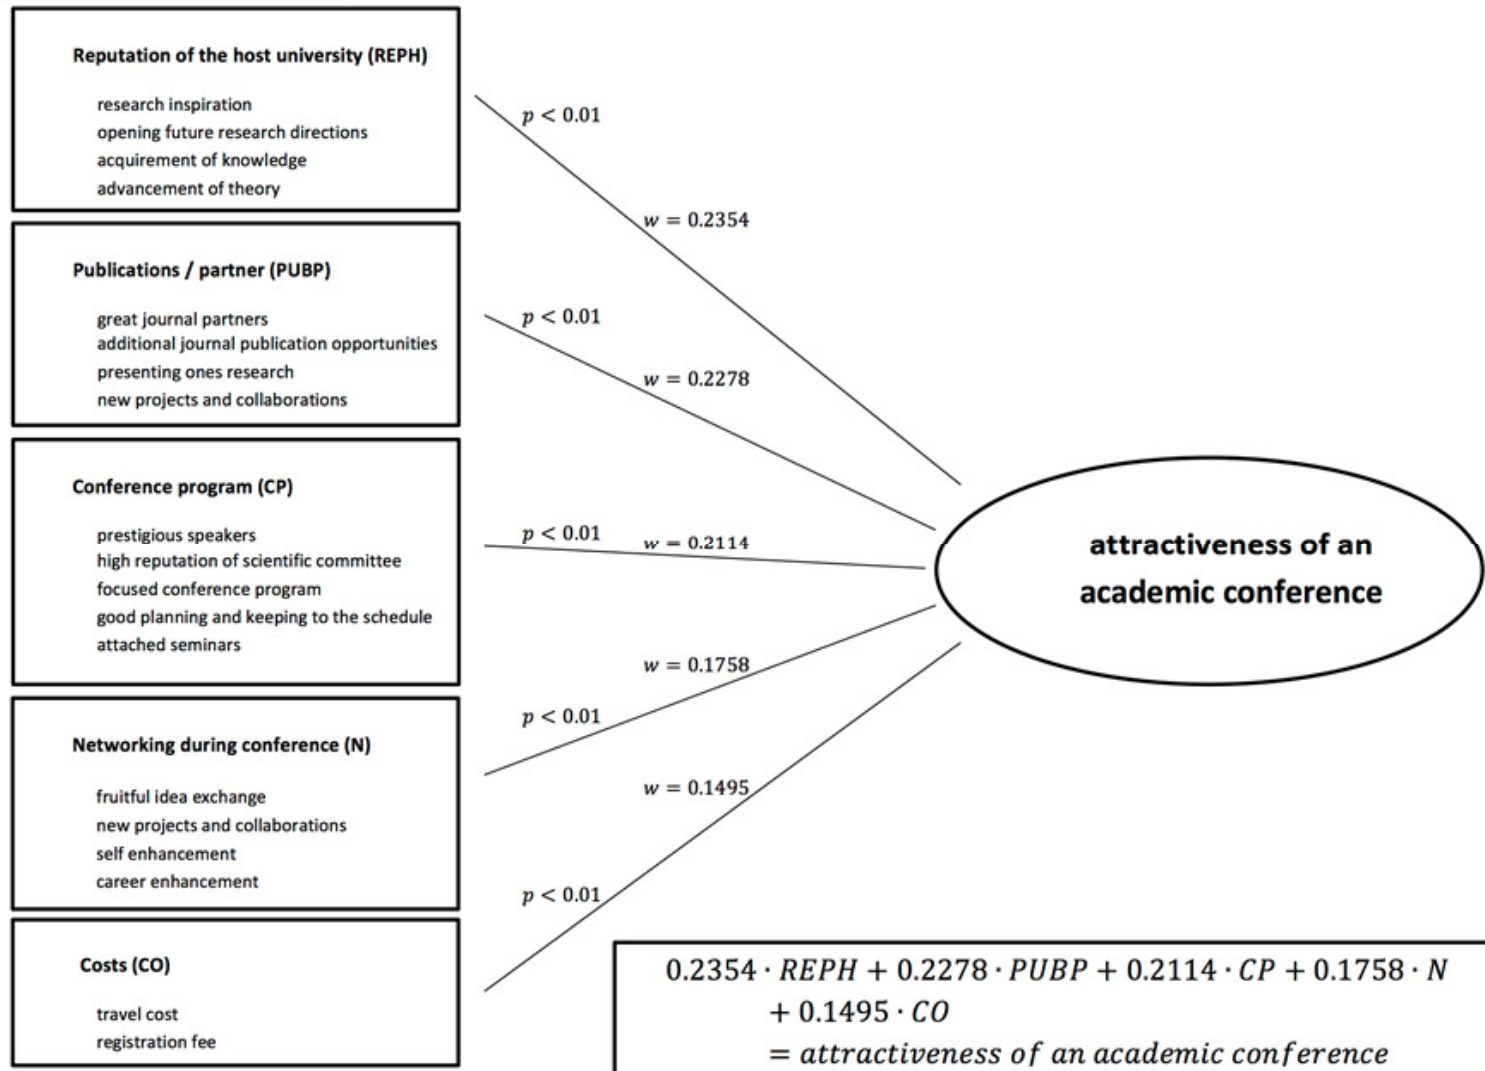 Reputation of the host university (REPH)
research inspiration
opening future research directions
acquirement of knowledge
advancement of theory
Publications / partner (PUBP)
great journal partners
additional journal publication opportunities
presenting ones research
new projects and collaborations
Conference program (CP)
prestigious speakers
high reputation of scientific committee
focused conference program
good planning and keeping to the schedule
attached seminars
Networking during conference (N)
fruitful idea exchange
new projects and collaborations
self enhancement
career enhancement
Costs (CO)
travel cost
registration fee
p < 0.01
w = 0.2354
p < 0.01
w = 0.2278
p < 0.01
w = 0.2114
w = 0.1758
p < 0.01
w = 0.1495
p < 0.01
attractiveness of an
academic conference
0.2354 · REPH + 0.2278 · PUBP + 0.2114 · CP + 0.1758 · N
+ 0.1495 · CO
= attractiveness of an academic conference